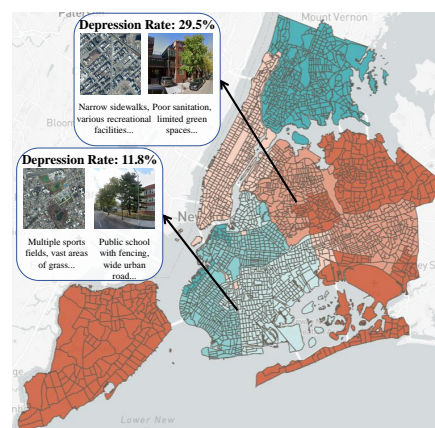 Mount Vernon
Depression Rate: 29.5%
Narrow sidewalks,
various recreational
facilities...
Poor sanitation,
limited green
spaces...
Bloom
Depression Rate: 11.8%
New
Multiple sports
fields, vast areas
of grass...
Public school
with fencing,
wide urban
road...
Lower New